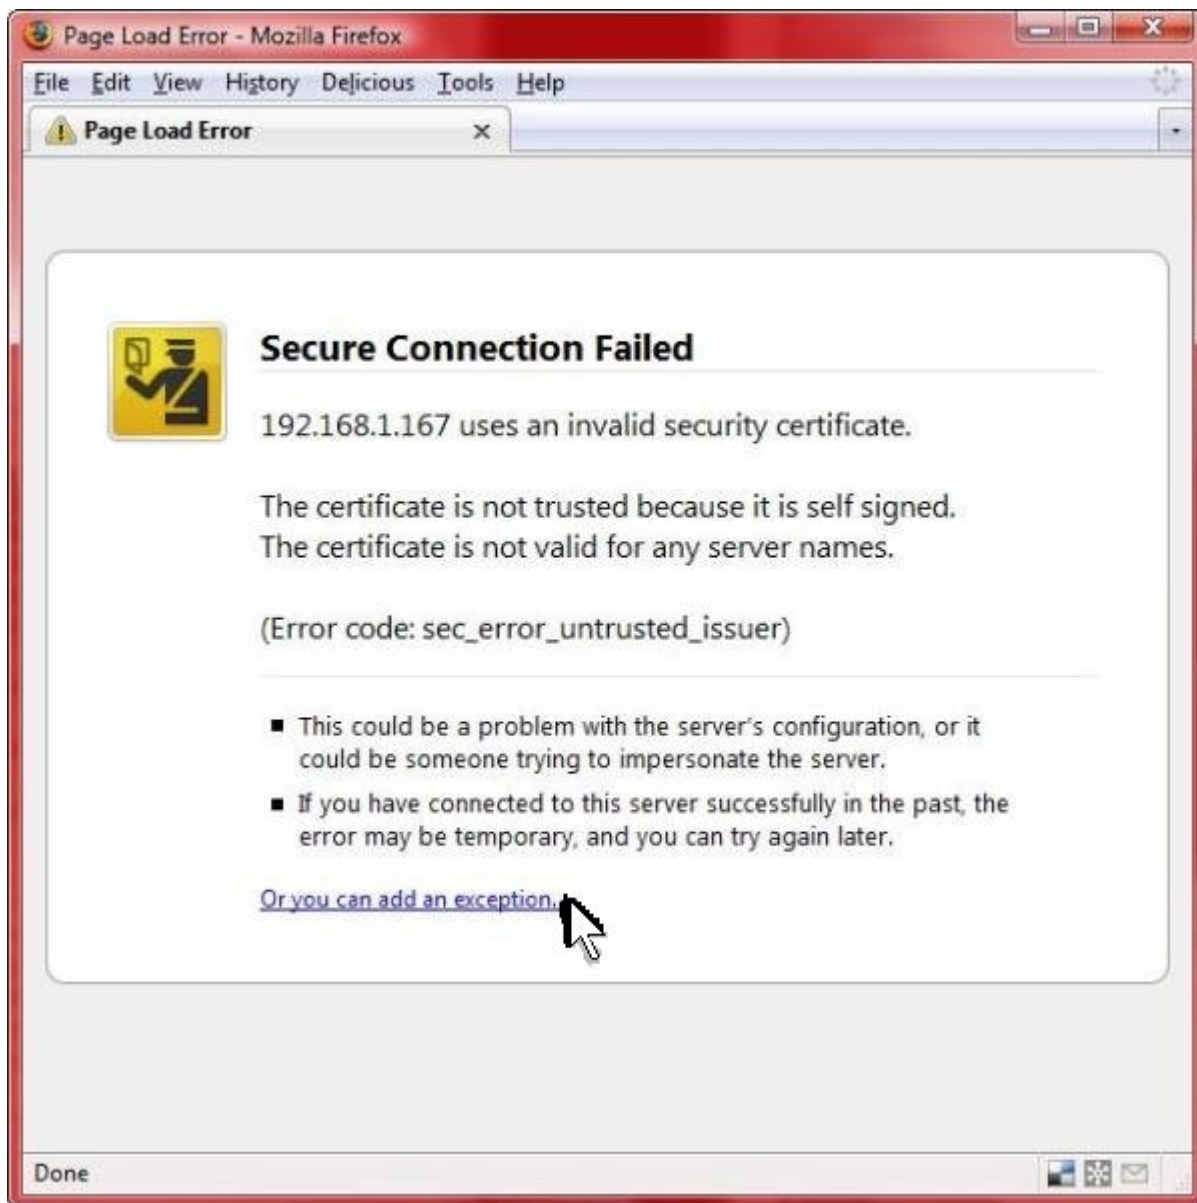 Page Load Error - Mozilla Firefox
File Edit View History Delicious Tools Help
Page Load Error
Secure Connection Failed
192.168.1.167 uses an invalid security certificate.
The certificate is not trusted because it is self signed.
The certificate is not valid for any server names.
(Error code: sec_error_untrusted_issuer)
■ This could be a problem with the server's configuration, or it
could be someone trying to impersonate the server.
■ If you have connected to this server successfully in the past, the
error may be temporary, and you can try again later.
Or you can add an exception...
Done